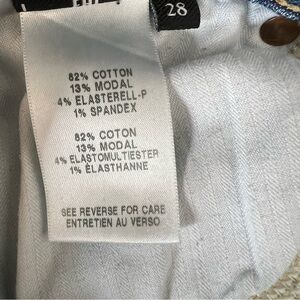 28
82% COTTON
13% MODAL
4% ELASTERELL-P
1% SPANDEX
82% COTON
13% MODAL
4% ELASTOMULTIESTER
1% ÉLASTHANNE
SEE REVERSE FOR CARE
ENTRETIEN AU VERSO